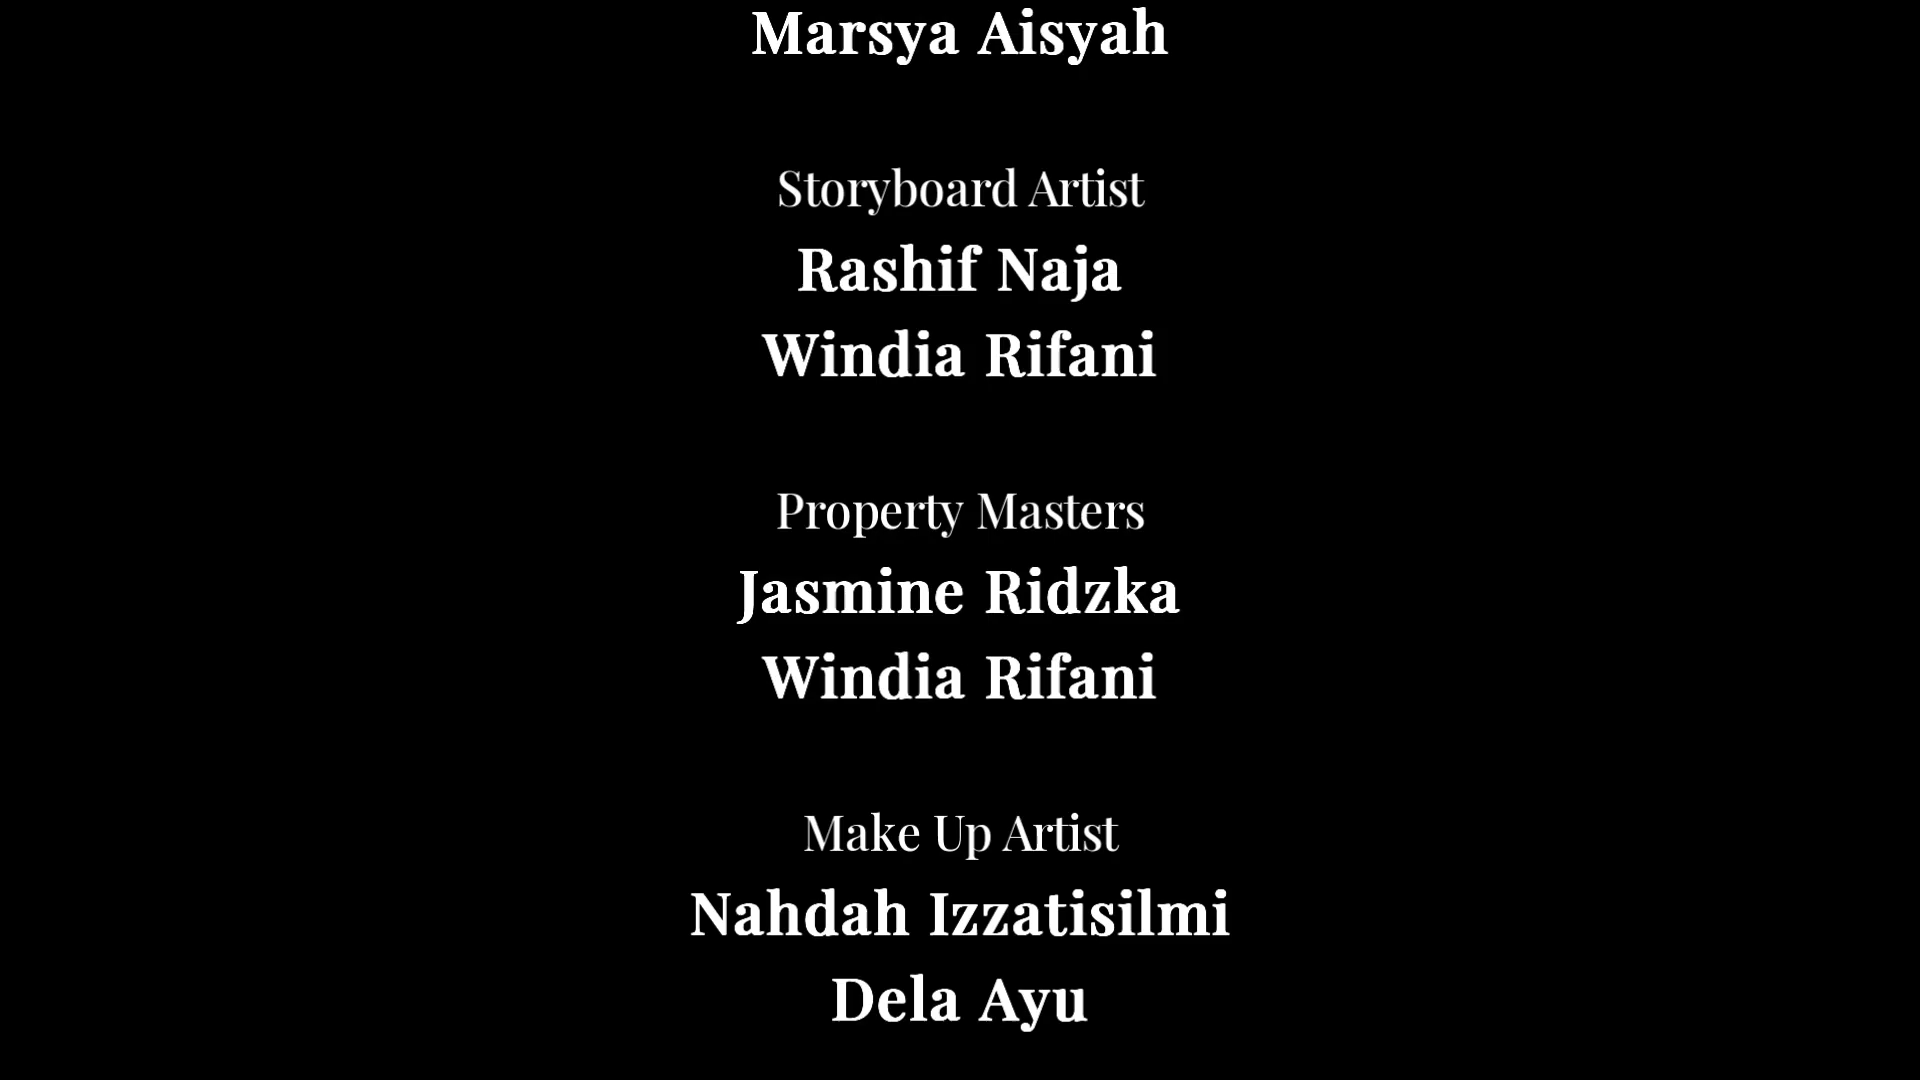 Marsya Aisyah
Storyboard Artist
Rashif Naja
Windia Rifani
Property Masters
Jasmine Ridzka
Windia Rifani
Make Up Artist
Nahdah Izzatisilmi
Dela Ayu